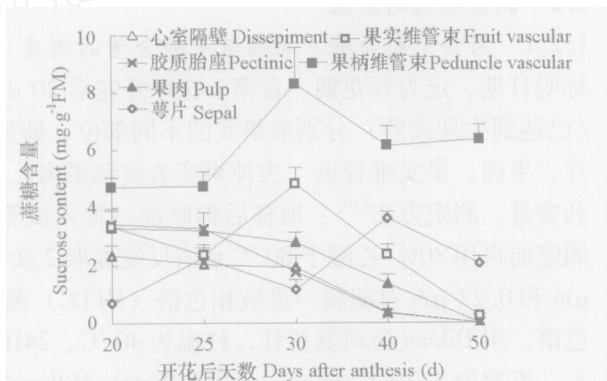 10
8
6
4
2
0
蔗糖含量
Sucrose content (mg·g⁻¹FM)
心室隔壁 Dissepiment
果实维管束 Fruit vascular
胶质胎座 Pectinic
果柄维管束 Peduncle vascular
果肉 Pulp
萼片 Sepal
20 25 30 40 50
开花后天数 Days after anthesis (d)